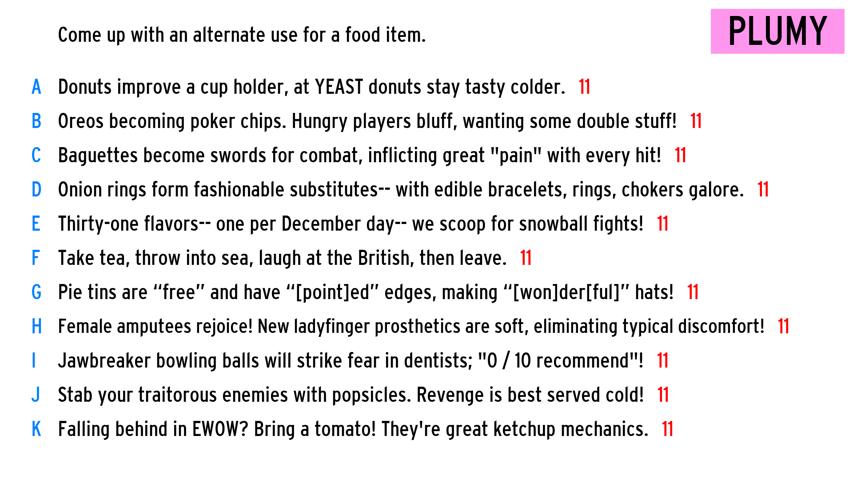 Come up with an alternate use for a food item.
PLUMY
A Donuts improve a cup holder, at YEAST donuts stay tasty colder. 11
B Oreos becoming poker chips. Hungry players bluff, wanting some double stuff! 11
C Baguettes become swords for combat, inflicting great "pain" with every hit! 11
D Onion rings form fashionable substitutes-- with edible bracelets, rings, chokers galore. 11
E Thirty-one flavors-- one per December day-- we scoop for snowball fights! 11
F Take tea, throw into sea, laugh at the British, then leave. 11
G Pie tins are “free” and have “[point]ed” edges, making “[won]der[ful]” hats! 11
H Female amputees rejoice! New ladyfinger prosthetics are soft, eliminating typical discomfort! 11
I Jawbreaker bowling balls will strike fear in dentists; "0 / 10 recommend"! 11
J Stab your traitorous enemies with popsicles. Revenge is best served cold! 11
K Falling behind in EWOW? Bring a tomato! They're great ketchup mechanics. 11